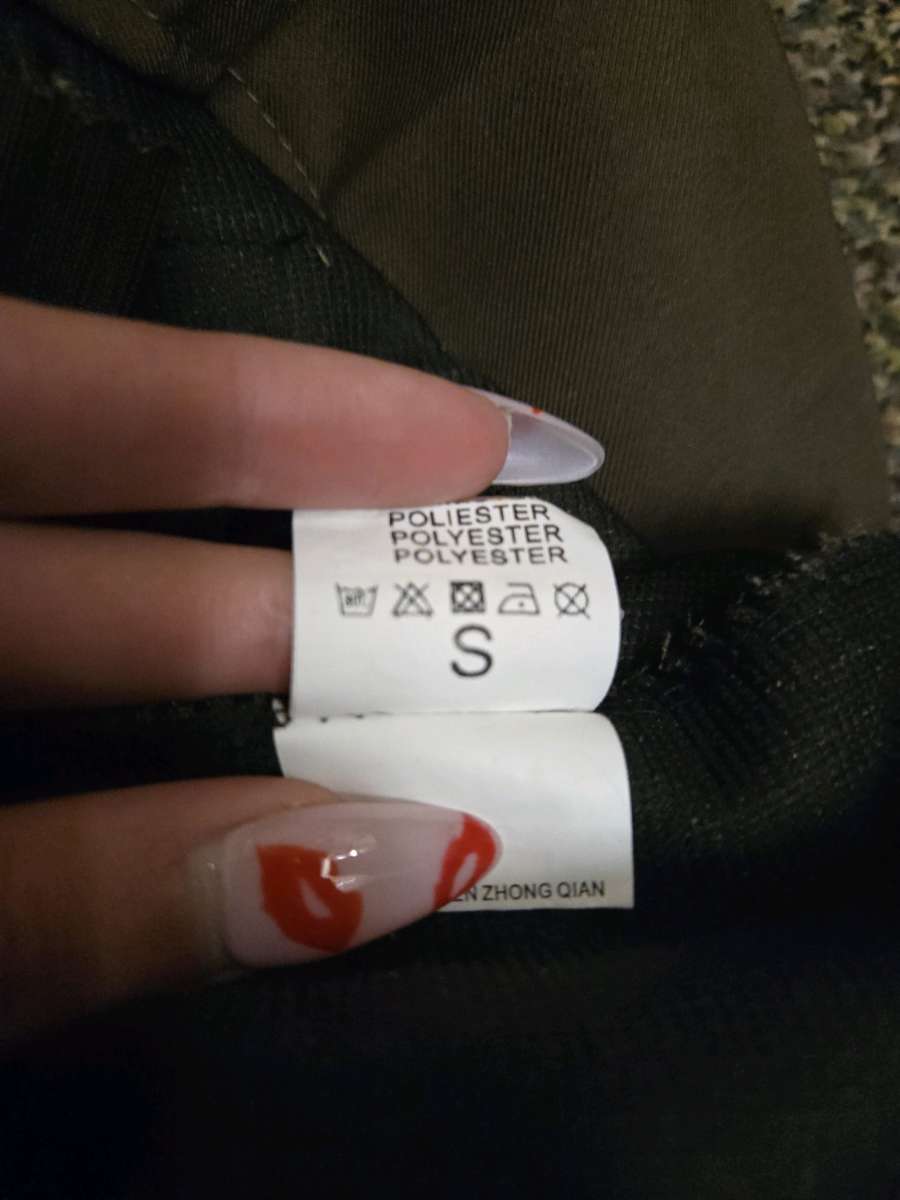 POLIESTER
POLYESTER
POLYESTER
S
ZHONG QIAN